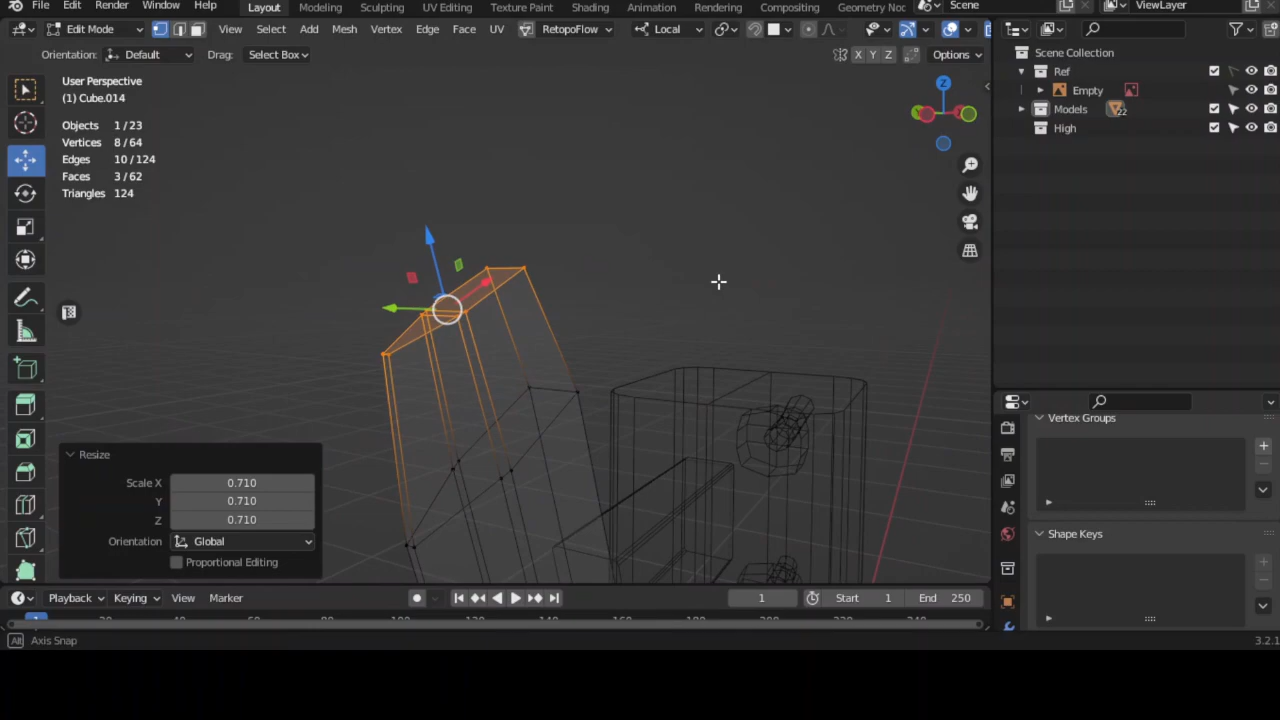 File Edit Render Window Help Layout Modeling Sculpting UV Editing Texture Paint Shading Animation Rendering Compositing Geometry Noc Scene ViewLayer
Edit Mode View Select Add Mesh Vertex Edge Face UV RetopoFlow Local
Orientation: Default Drag: Select Box X Y Z Options
User Perspective
(1) Cube.014
Objects 1/23
Vertices 8/64
Edges 10/124
Faces 3/62
Triangles 124
Z
Resize
Scale X 0.710
Y 0.710
Z 0.710
Orientation Global
Proportional Editing
Scene Collection
Ref
Empty
Models 22
High
Vertex Groups
Shape Keys
Playback Keying View Marker 1 Start 1 End 250
1
Alt Axis Snap 3.2.1